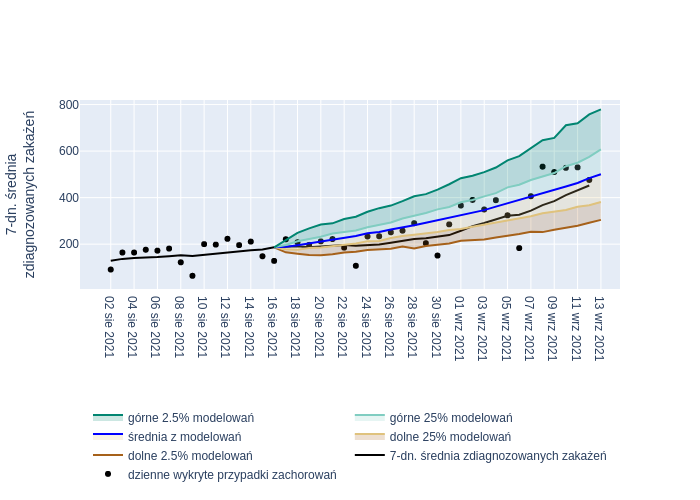 800
600
400
200
7-dn. średnia
zdiagnozowanych zakażeń
02 sie 2021
04 sie 2021
06 sie 2021
08 sie 2021
10 sie 2021
12 sie 2021
14 sie 2021
16 sie 2021
18 sie 2021
20 sie 2021
22 sie 2021
24 sie 2021
26 sie 2021
28 sie 2021
30 sie 2021
01 wrz 2021
03 wrz 2021
05 wrz 2021
07 wrz 2021
09 wrz 2021
11 wrz 2021
13 wrz 2021
górne 2.5% modelowań
górne 25% modelowań
średnia z modelowań
dolne 25% modelowań
dolne 2.5% modelowań
7-dn. średnia zdiagnozowanych zakażeń
dzienne wykryte przypadki zachorowań